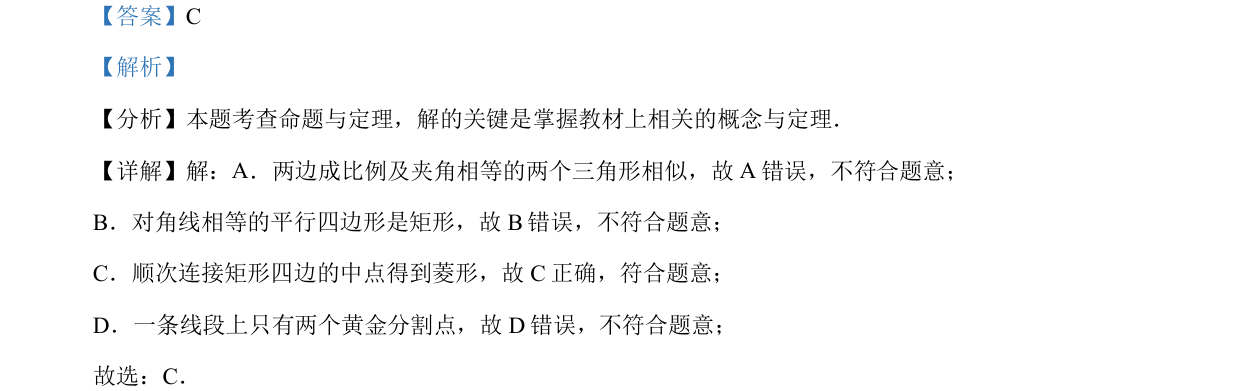 【答案】C
【解析】
【分析】本题考查命题与定理，解的关键是掌握教材上相关的概念与定理．
【详解】解：A．两边成比例及夹角相等的两个三角形相似，故 A 错误，不符合题意；
B．对角线相等的平行四边形是矩形，故 B 错误，不符合题意；
C．顺次连接矩形四边的中点得到菱形，故 C 正确，符合题意；
D．一条线段上只有两个黄金分割点，故 D 错误，不符合题意；
故选：C．